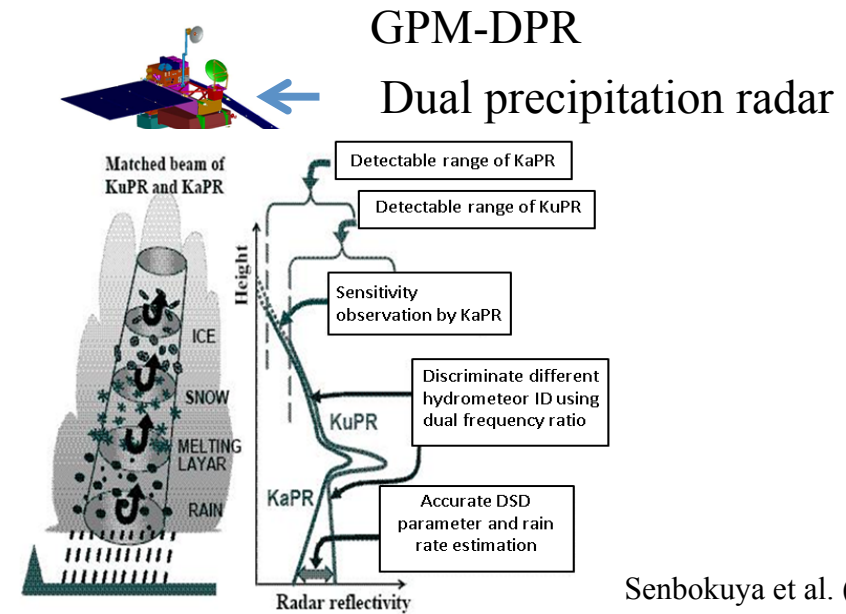 GPM-DPR
Dual precipitation radar
Matched beam of
KuPR and KaPR
Detectable range of KaPR
Detectable range of KuPR
Height
Sensitivity
observation by KaPR
ICE
Discriminate different
hydrometeor ID using
dual frequency ratio
SNOW
KuPR
MELTING
LAYAR
KaPR
Accurate DSD
parameter and rain
rate estimation
RAIN
Radar reflectivity
Senbokuya et al. (